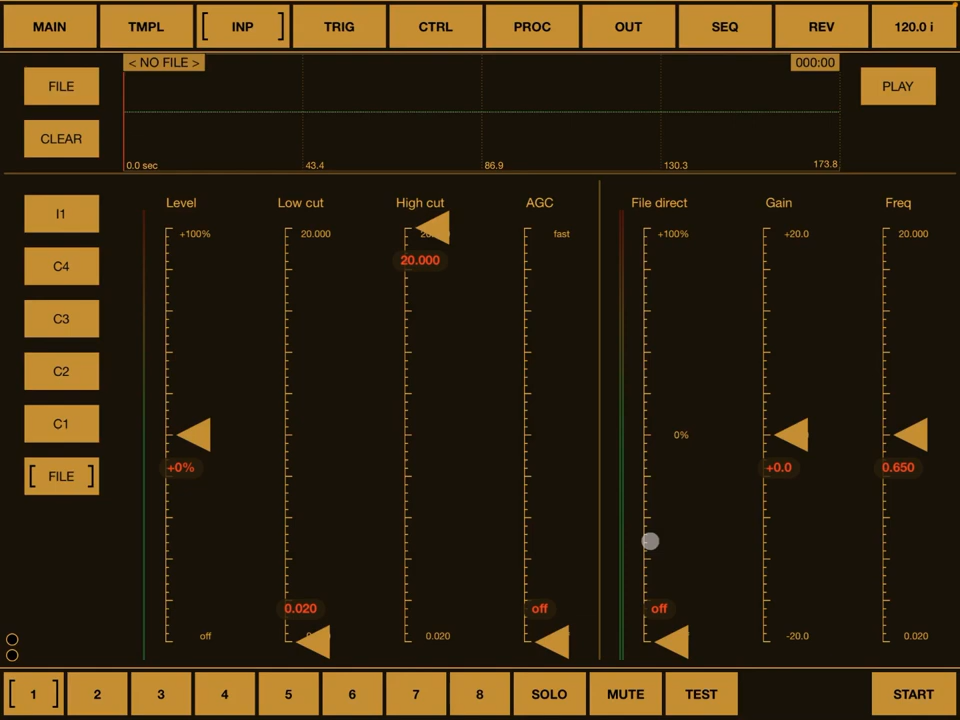 MAIN TMPL [ INP ] TRIG CTRL PROC OUT SEQ REV 120.0 i
< NO FILE > 000:00
FILE PLAY
CLEAR
0.0 sec 43.4 86.9 130.3 173.8
Level Low cut High cut AGC File direct Gain Freq
I1
+100% 20.000 fast +100% +20.0 20.000
20.000
C4
C3
C2
C1
0%
+0% +0.0 0.650
[ FILE ]
0.020 off off
off 0.020 -20.0 0.020
[ 1 ] 2 3 4 5 6 7 8 SOLO MUTE TEST START